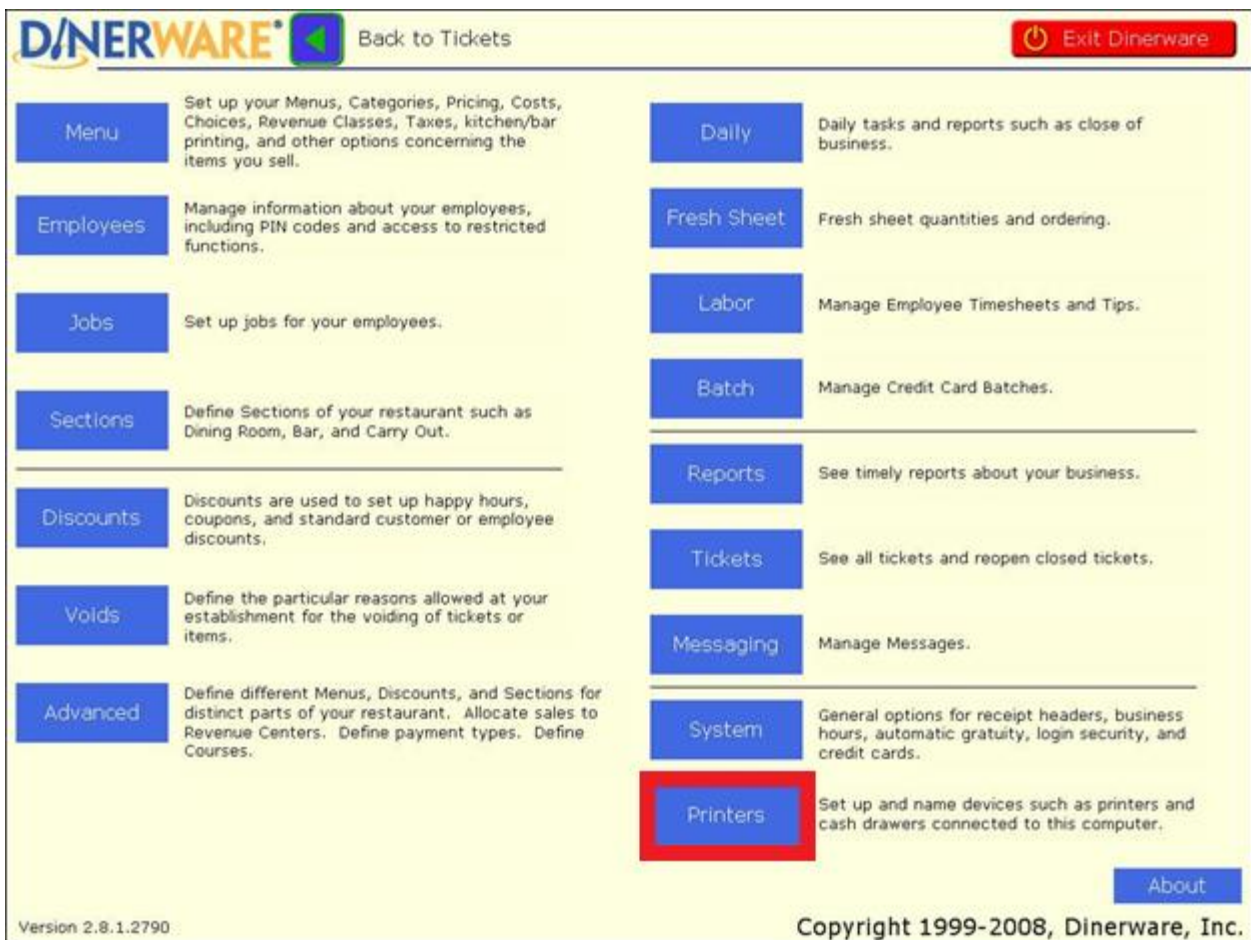 DINERWARE®
Back to Tickets
Exit Dinerware
Menu
Set up your Menus, Categories, Pricing, Costs,
Choices, Revenue Classes, Taxes, kitchen/bar
printing, and other options concerning the
items you sell.
Employees
Manage information about your employees,
including PIN codes and access to restricted
functions.
Jobs
Set up jobs for your employees.
Sections
Define Sections of your restaurant such as
Dining Room, Bar, and Carry Out.
Discounts
Discounts are used to set up happy hours,
coupons, and standard customer or employee
discounts.
Voids
Define the particular reasons allowed at your
establishment for the voiding of tickets or
items.
Advanced
Define different Menus, Discounts, and Sections for
distinct parts of your restaurant. Allocate sales to
Revenue Centers. Define payment types. Define
Courses.
Daily
Daily tasks and reports such as close of
business.
Fresh Sheet
Fresh sheet quantities and ordering.
Labor
Manage Employee Timesheets and Tips.
Batch
Manage Credit Card Batches.
Reports
See timely reports about your business.
Tickets
See all tickets and reopen closed tickets.
Messaging
Manage Messages.
System
General options for receipt headers, business
hours, automatic gratuity, login security, and
credit cards.
Printers
Set up and name devices such as printers and
cash drawers connected to this computer.
About
Version 2.8.1.2790
Copyright 1999-2008, Dinerware, Inc.